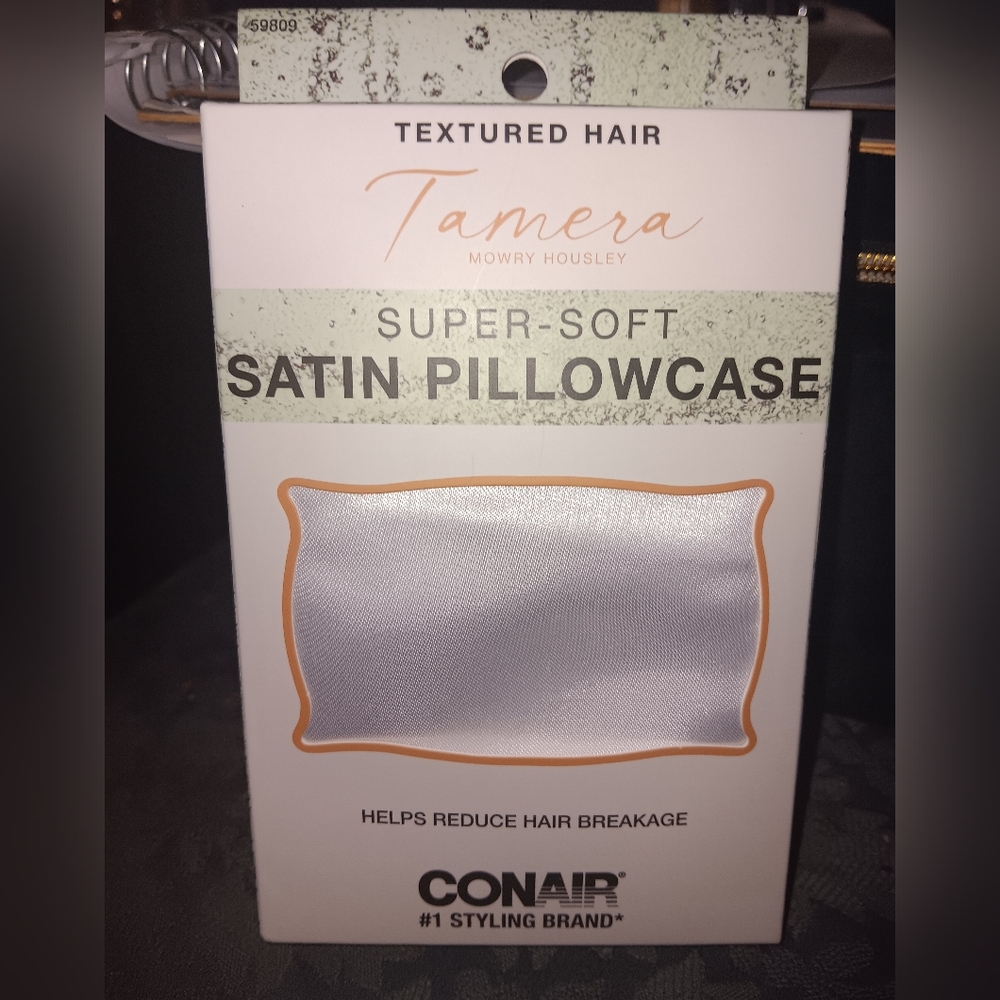 59809
TEXTURED HAIR
Tamera
MOWRY HOUSLEY
SUPER-SOFT
SATIN PILLOWCASE
HELPS REDUCE HAIR BREAKAGE
CONAIR®
#1 STYLING BRAND*